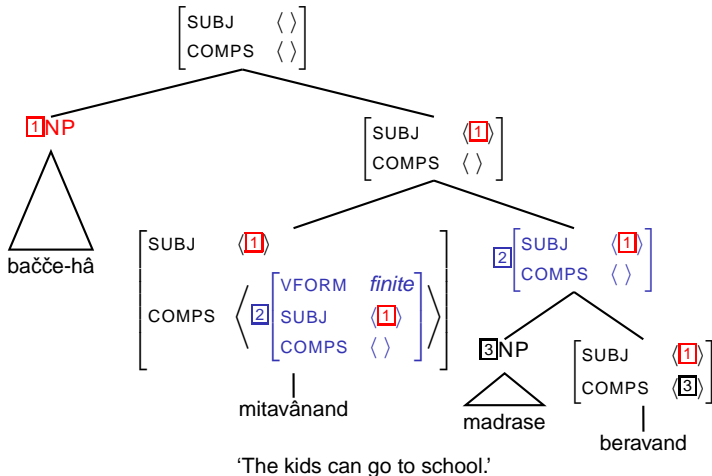 SUBJ ⟨ ⟩
COMPS ⟨ ⟩
1 NP
SUBJ ⟨ 1 ⟩
COMPS ⟨ ⟩
bačče-hâ
SUBJ ⟨ 1 ⟩
COMPS ⟨ 2 VFORM finite
SUBJ ⟨ 1 ⟩
COMPS ⟨ ⟩ ⟩
mitavânand
2 SUBJ ⟨ 1 ⟩
COMPS ⟨ ⟩
3 NP
madrase
SUBJ ⟨ 1 ⟩
COMPS ⟨ 3 ⟩
beravand
'The kids can go to school.'